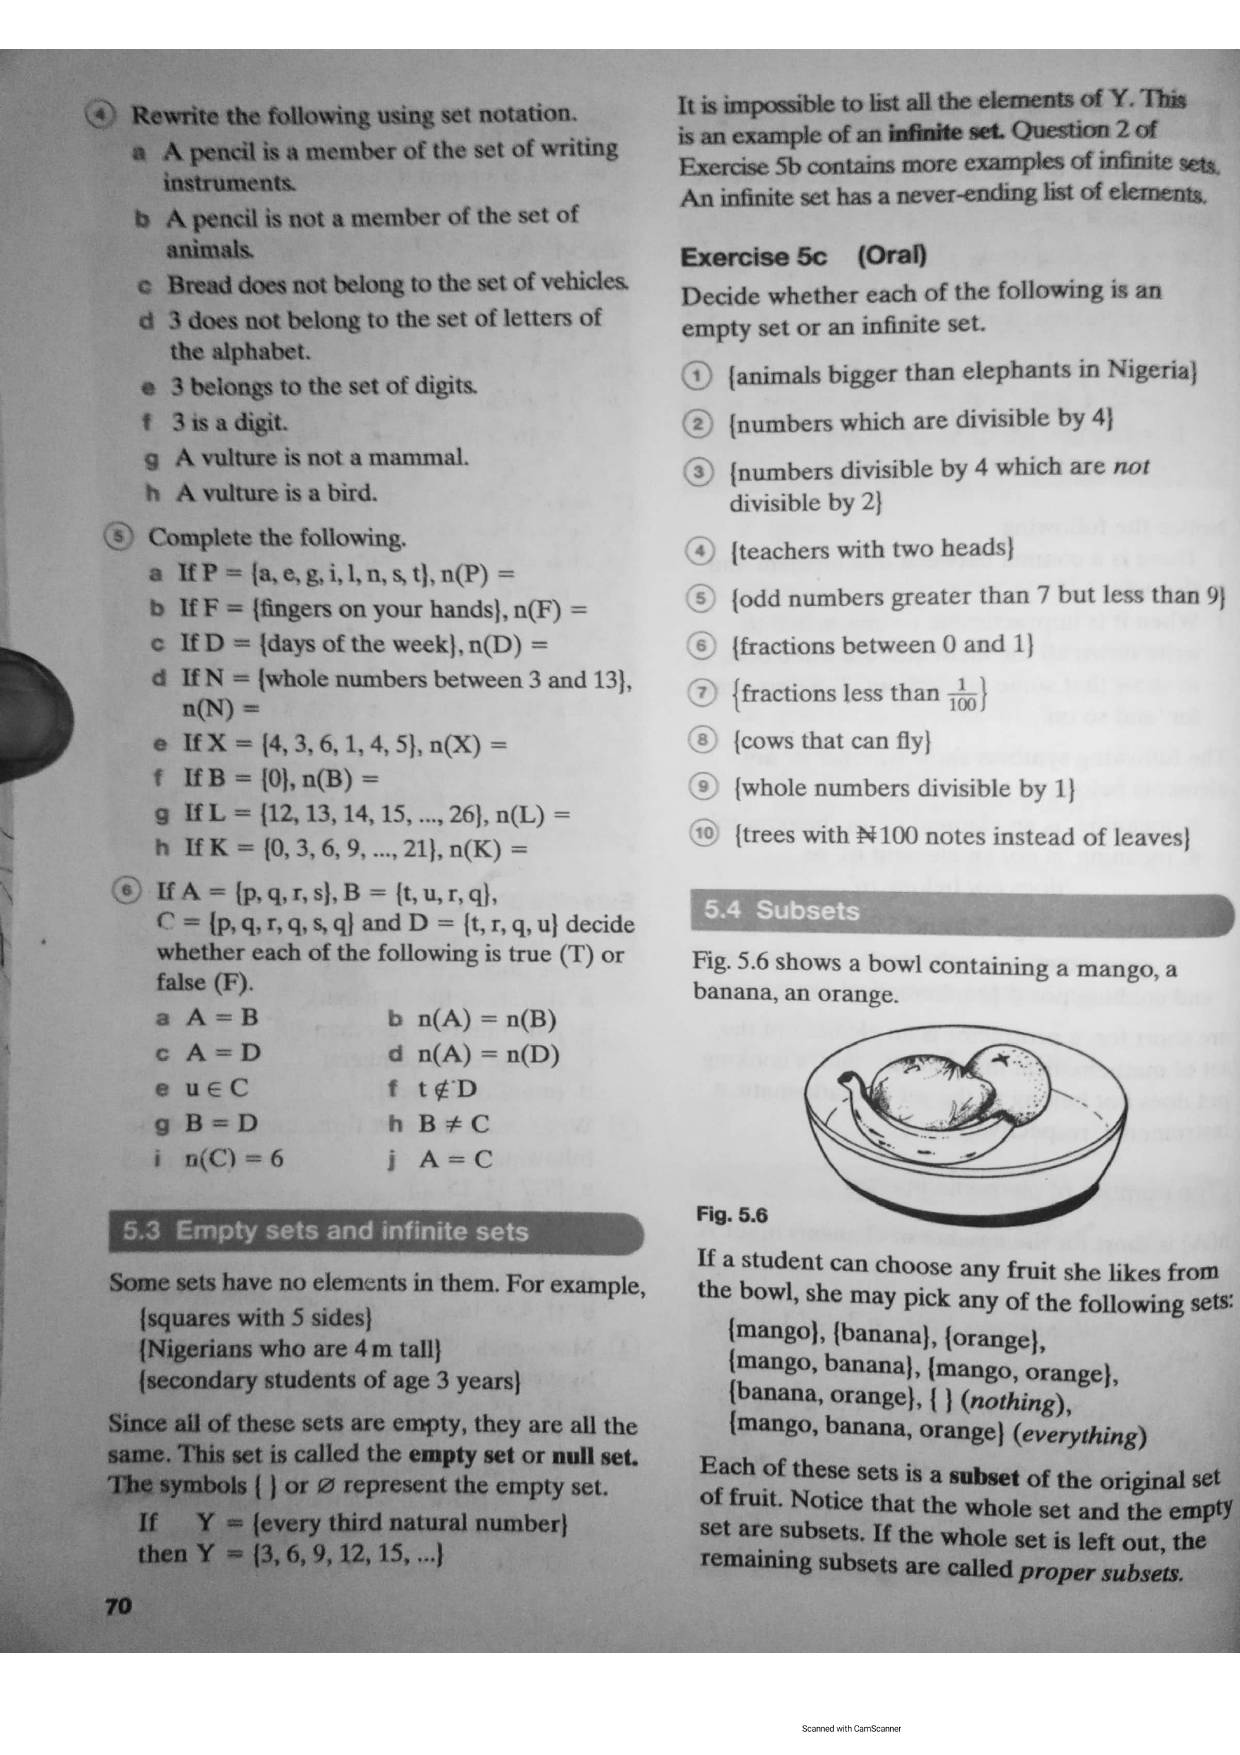 ④ Rewrite the following using set notation.
a A pencil is a member of the set of writing
instruments.
b A pencil is not a member of the set of
animals.
c Bread does not belong to the set of vehicles.
d 3 does not belong to the set of letters of
the alphabet.
e 3 belongs to the set of digits.
f 3 is a digit.
g A vulture is not a mammal.
h A vulture is a bird.
⑤ Complete the following.
a If P = {a, e, g, i, l, n, s, t}, n(P) =
b If F = {fingers on your hands}, n(F) =
c If D = {days of the week}, n(D) =
d If N = {whole numbers between 3 and 13},
n(N) =
e If X = {4, 3, 6, 1, 4, 5}, n(X) =
f If B = {0}, n(B) =
g If L = {12, 13, 14, 15, ..., 26}, n(L) =
h If K = {0, 3, 6, 9, ..., 21}, n(K) =
⑥ If A = {p, q, r, s}, B = {t, u, r, q},
C = {p, q, r, q, s, q} and D = {t, r, q, u} decide
whether each of the following is true (T) or
false (F).
a A = B b n(A) = n(B)
c A = D d n(A) = n(D)
e u ∈ C f t ∉ D
g B = D h B ≠ C
i n(C) = 6 j A = C
5.3 Empty sets and infinite sets
Some sets have no elements in them. For example,
{squares with 5 sides}
{Nigerians who are 4 m tall}
{secondary students of age 3 years}
Since all of these sets are empty, they are all the
same. This set is called the empty set or null set.
The symbols { } or ∅ represent the empty set.
If Y = {every third natural number}
then Y = {3, 6, 9, 12, 15, ...}
70
It is impossible to list all the elements of Y. This
is an example of an infinite set. Question 2 of
Exercise 5b contains more examples of infinite sets.
An infinite set has a never-ending list of elements.
Exercise 5c (Oral)
Decide whether each of the following is an
empty set or an infinite set.
① {animals bigger than elephants in Nigeria}
② {numbers which are divisible by 4}
③ {numbers divisible by 4 which are not
divisible by 2}
④ {teachers with two heads}
⑤ {odd numbers greater than 7 but less than 9}
⑥ {fractions between 0 and 1}
⑦ {fractions less than 1/100}
⑧ {cows that can fly}
⑨ {whole numbers divisible by 1}
⑩ {trees with ₦100 notes instead of leaves}
5.4 Subsets
Fig. 5.6 shows a bowl containing a mango, a
banana, an orange.
Fig. 5.6
If a student can choose any fruit she likes from
the bowl, she may pick any of the following sets:
{mango}, {banana}, {orange},
{mango, banana}, {mango, orange},
{banana, orange}, { } (nothing),
{mango, banana, orange} (everything)
Each of these sets is a subset of the original set
of fruit. Notice that the whole set and the empty
set are subsets. If the whole set is left out, the
remaining subsets are called proper subsets.
Scanned with CamScanner